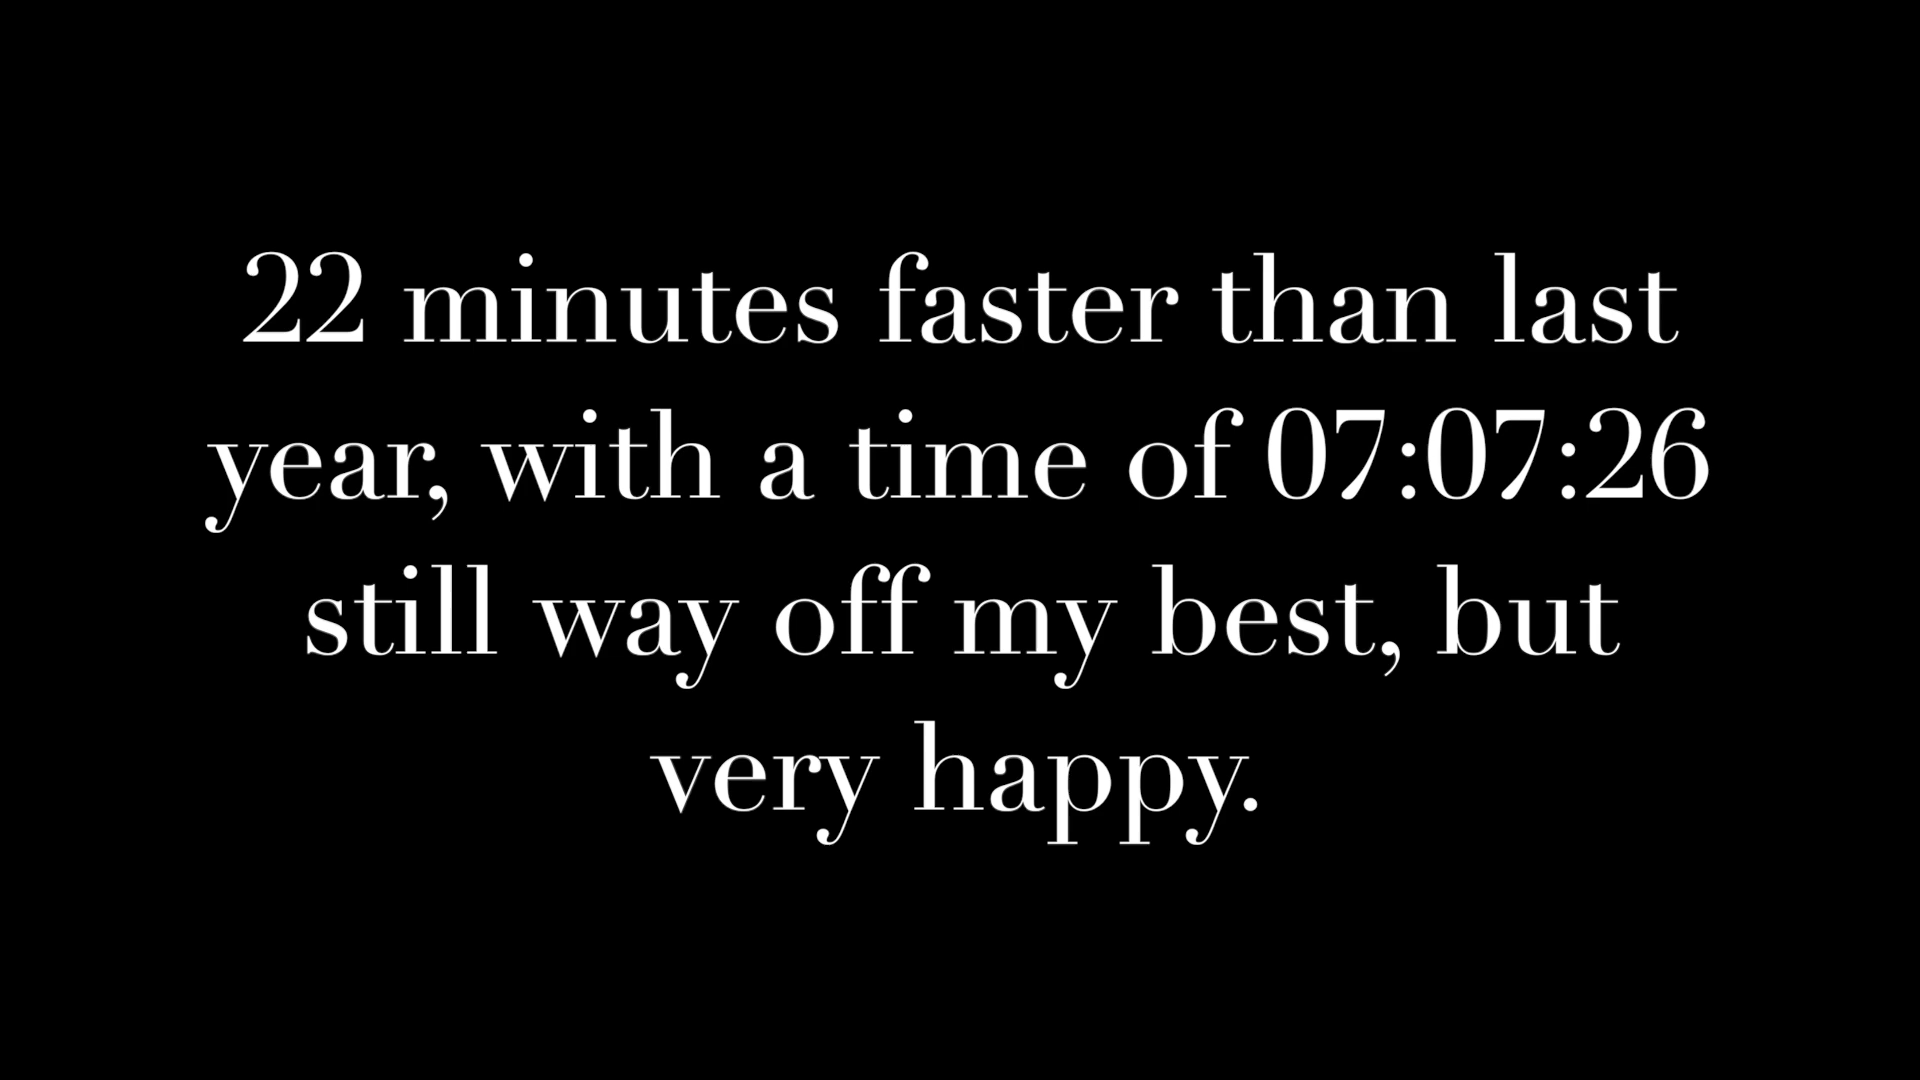 22 minutes faster than last
year, with a time of 07:07:26
still way off my best, but
very happy.